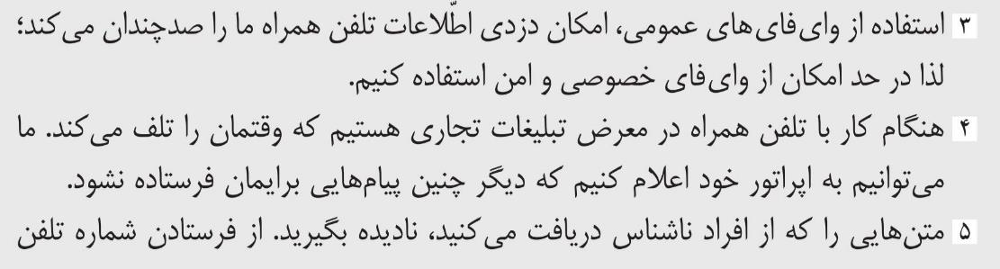 ۳ استفاده از وای‌فای‌های عمومی، امکان دزدی اطّلاعات تلفن همراه ما را صدچندان می‌کند؛
لذا در حد امکان از وای‌فای خصوصی و امن استفاده کنیم.
۴ هنگام کار با تلفن همراه در معرض تبلیغات تجاری هستیم که وقتمان را تلف می‌کند. ما
می‌توانیم به اپراتور خود اعلام کنیم که دیگر چنین پیام‌هایی برایمان فرستاده نشود.
۵ متن‌هایی را که از افراد ناشناس دریافت می‌کنید، نادیده بگیرید. از فرستادن شماره تلفن